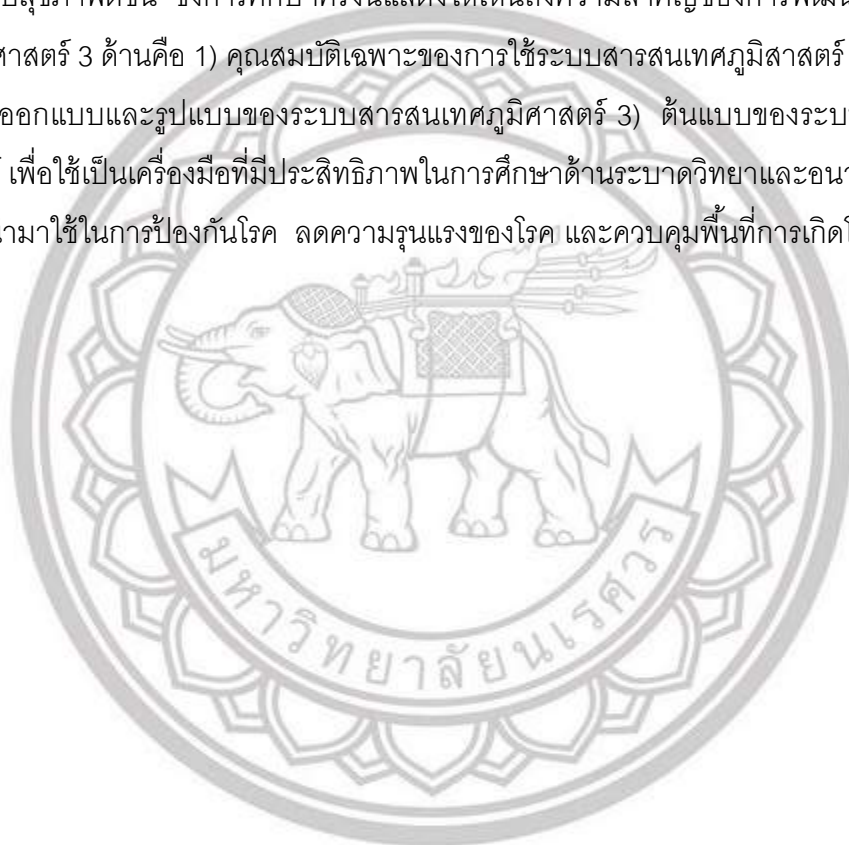 ศาสตร์ 3 ด้านคือ 1) คุณสมบัติเฉพาะของการใช้ระบบสารสนเทศภูมิสาสตร์
ออกแบบและรูปแบบของระบบสารสนเทศภูมิศาสตร์ 3) ต้นแบบของระบบ
เพื่อใช้เป็นเครื่องมือที่มีประสิทธิภาพในการศึกษาด้านระบาดวิทยาและอนา
นำมาใช้ในการป้องกันโรค ลดความรุนแรงของโรค และควบคุมพื้นที่การเกิดโ
มหาวิทยาลัยนเรศวร